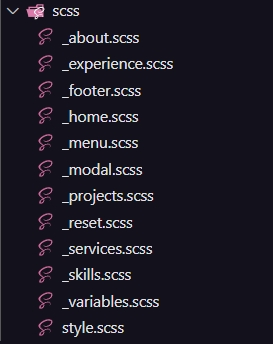 scss
_about.scss
_experience.scss
_footer.scss
_home.scss
_menu.scss
_modal.scss
_projects.scss
_reset.scss
_services.scss
_skills.scss
_variables.scss
style.scss